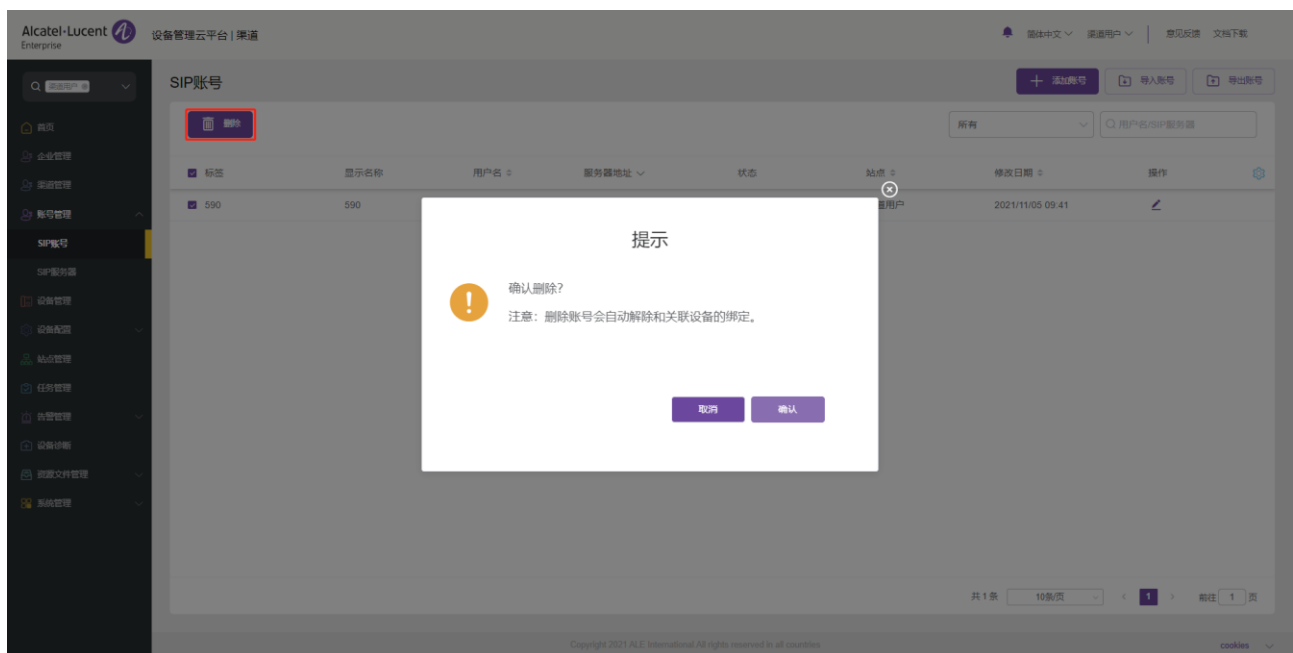 Alcatel-Lucent
Enterprise
设备管理云平台 | 渠道
简体中文
渠道用户
意见反馈
文档下载
渠道用户
SIP账号
添加账号
导入账号
导出账号
首页
企业管理
渠道管理
账号管理
SIP账号
SIP服务器
设备管理
设备配置
站点管理
任务管理
告警管理
设备诊断
资源文件管理
系统管理
删除
所有
用户名/SIP服务器
标签 显示名称 用户名 服务器地址 状态 站点 修改日期 操作
590 590 道用户 2021/11/05 09:41
提示
确认删除?
注意：删除账号会自动解除和关联设备的绑定。
取消 确认
共1条 10条/页 1 前往 1 页
Copyright 2021 ALE International All rights reserved in all countries
cookies